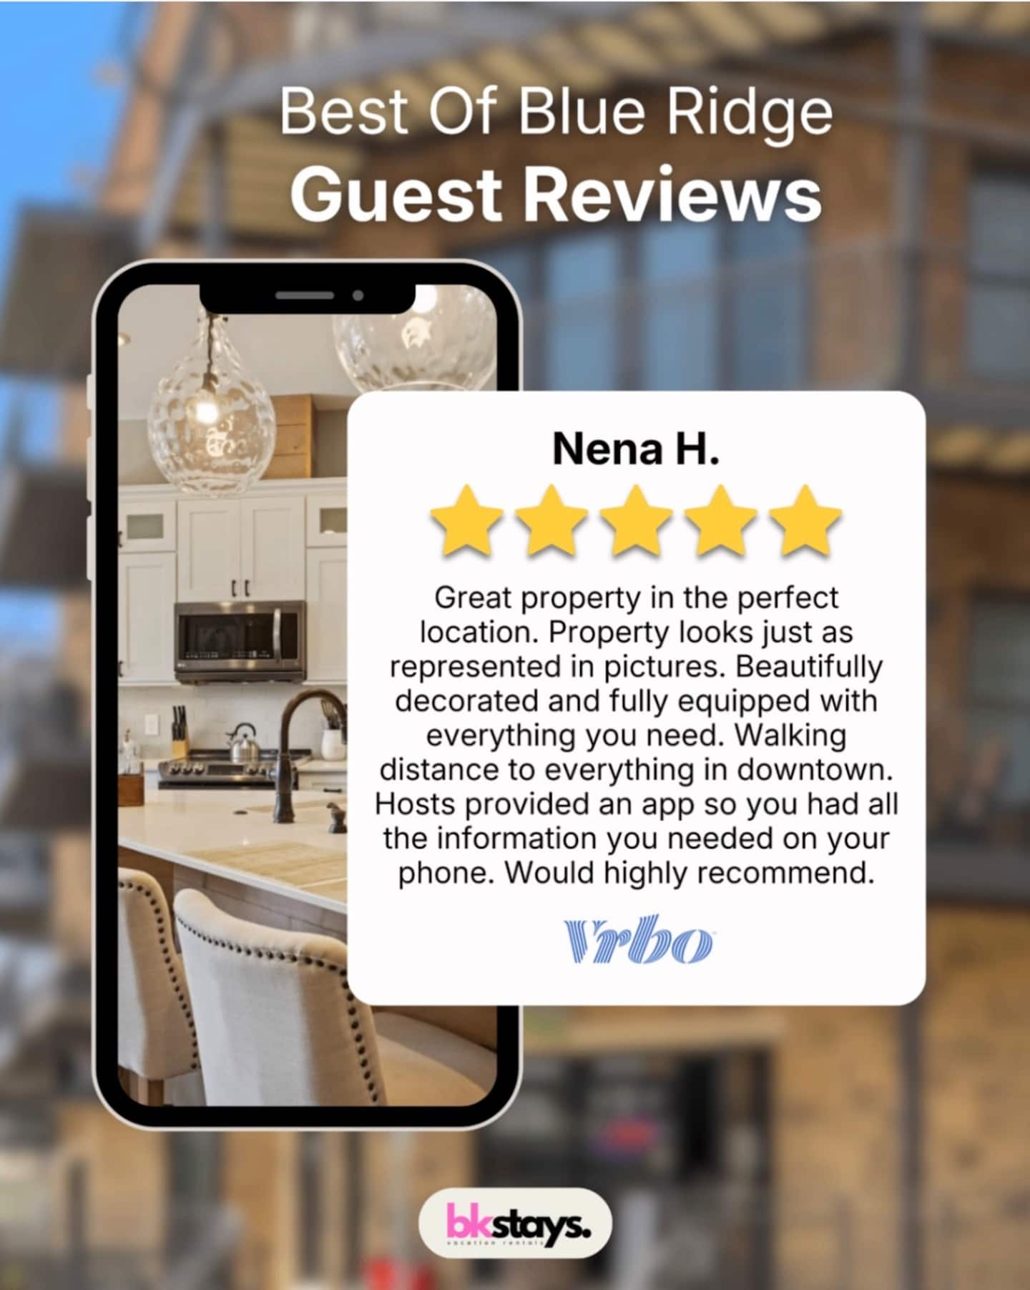 Best Of Blue Ridge
Guest Reviews
Nena H.
Great property in the perfect
location. Property looks just as
represented in pictures. Beautifully
decorated and fully equipped with
everything you need. Walking
distance to everything in downtown.
Hosts provided an app so you had all
the information you needed on your
phone. Would highly recommend.
Vrbo
bkstays.
vacation rentals